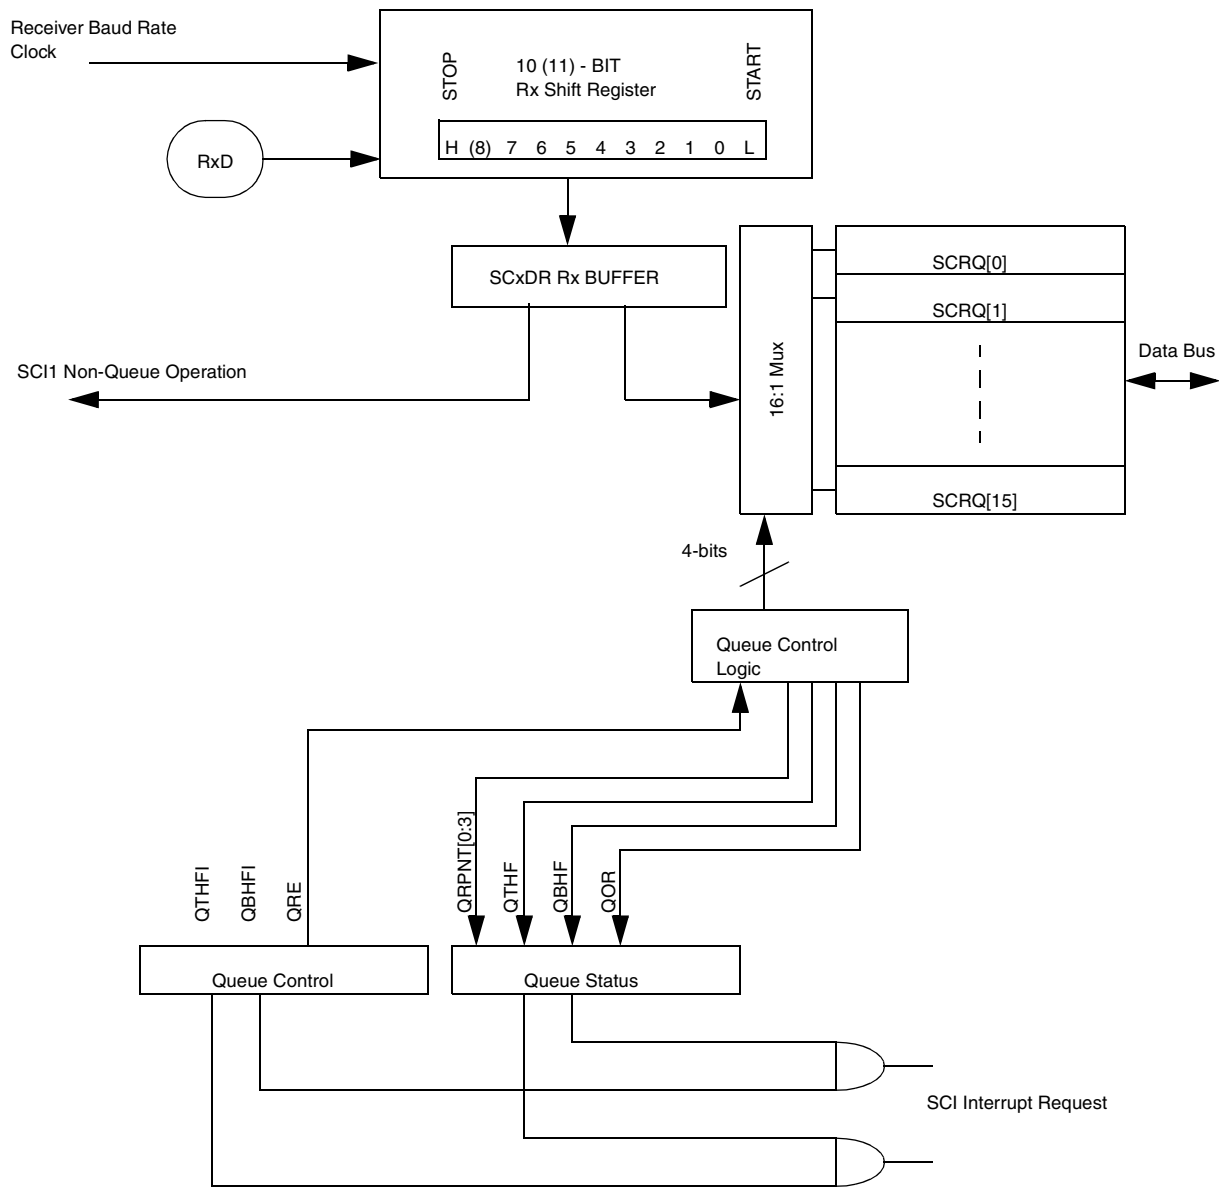 Receiver Baud Rate
Clock
STOP
10 (11) - BIT
Rx Shift Register
START
H (8) 7 6 5 4 3 2 1 0 L
RxD
SCxDR Rx BUFFER
SCI1 Non-Queue Operation
16:1 Mux
SCRQ[0]
SCRQ[1]
SCRQ[15]
Data Bus
4-bits
Queue Control
Logic
QTHFI
QBHFI
QRE
QRPNT[0:3]
QTHF
QBHF
QOR
Queue Control
Queue Status
SCI Interrupt Request